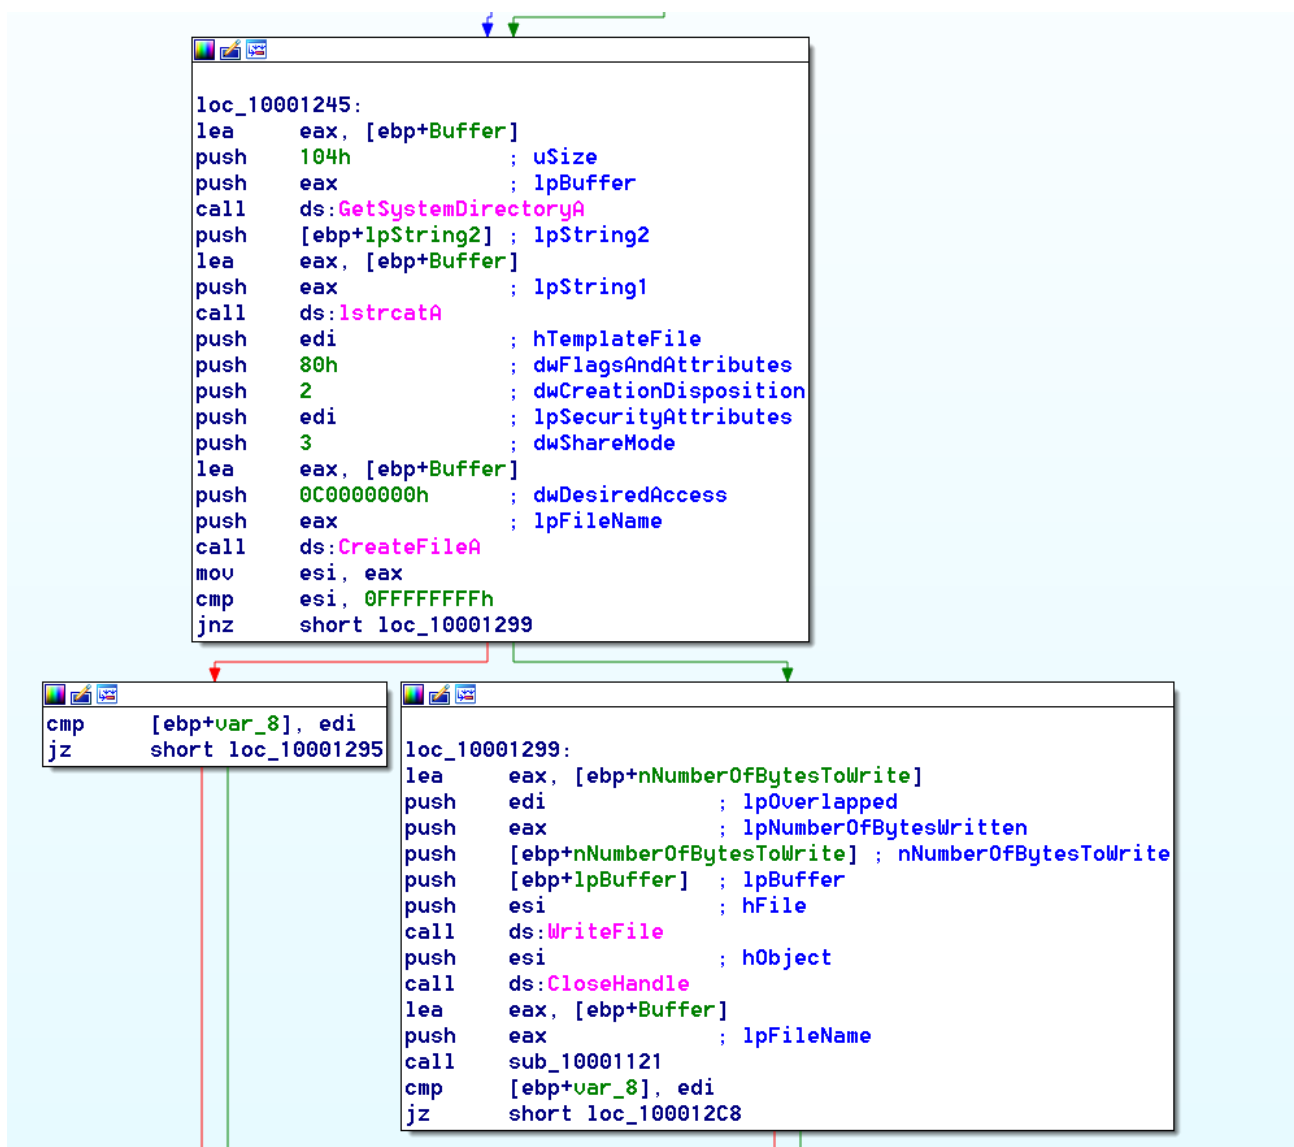 loc_10001245:
lea eax, [ebp+Buffer]
push 104h ; uSize
push eax ; lpBuffer
call ds:GetSystemDirectoryA
push [ebp+lpString2] ; lpString2
lea eax, [ebp+Buffer]
push eax ; lpString1
call ds:lstrcatA
push edi ; hTemplateFile
push 80h ; dwFlagsAndAttributes
push 2 ; dwCreationDisposition
push edi ; lpSecurityAttributes
push 3 ; dwShareMode
lea eax, [ebp+Buffer]
push 0C0000000h ; dwDesiredAccess
push eax ; lpFileName
call ds:CreateFileA
mov esi, eax
cmp esi, 0FFFFFFFFh
jnz short loc_10001299
cmp [ebp+var_8], edi
jz short loc_10001295
loc_10001299:
lea eax, [ebp+nNumberOfBytesToWrite]
push edi ; lpOverlapped
push eax ; lpNumberOfBytesWritten
push [ebp+nNumberOfBytesToWrite] ; nNumberOfBytesToWrite
push [ebp+lpBuffer] ; lpBuffer
push esi ; hFile
call ds:WriteFile
push esi ; hObject
call ds:CloseHandle
lea eax, [ebp+Buffer]
push eax ; lpFileName
call sub_10001121
cmp [ebp+var_8], edi
jz short loc_100012C8